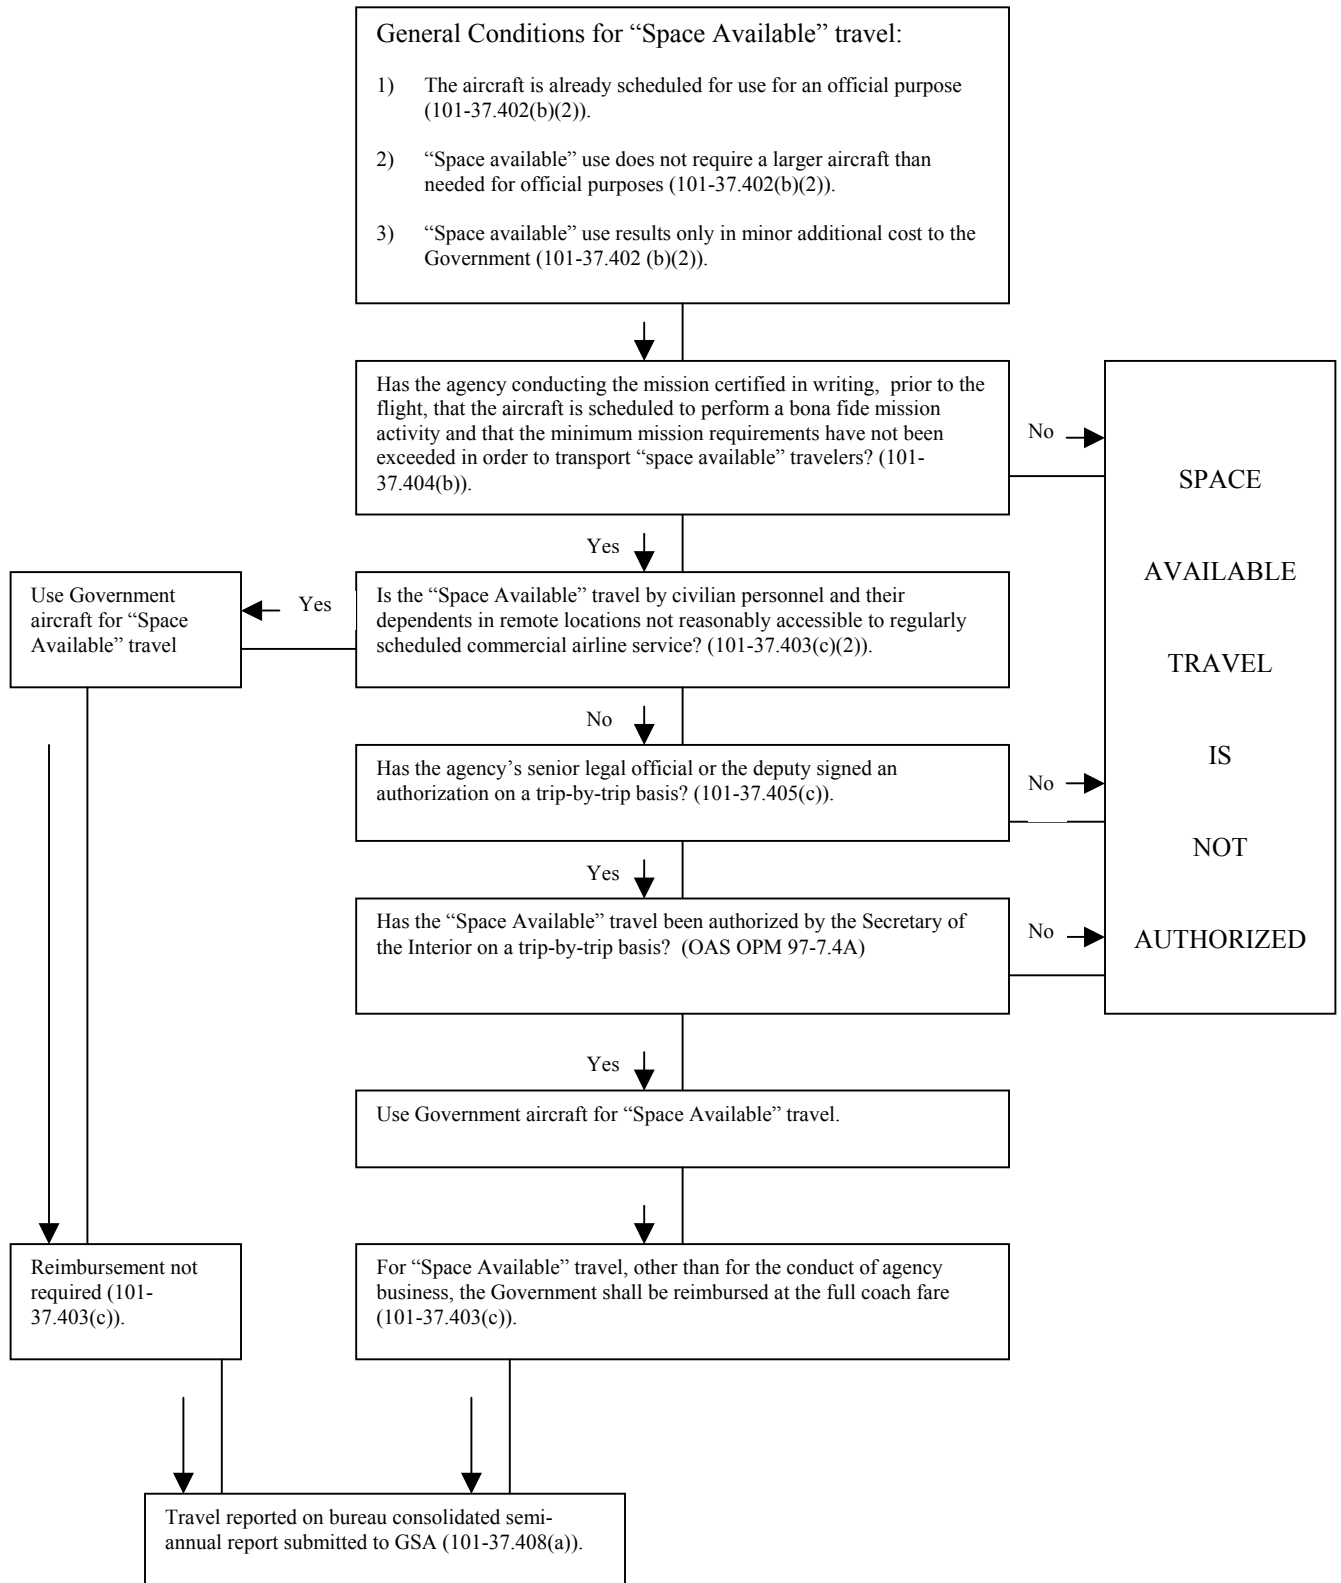 General Conditions for “Space Available” travel:
1) The aircraft is already scheduled for use for an official purpose
(101-37.402(b)(2)).
2) “Space available” use does not require a larger aircraft than
needed for official purposes (101-37.402(b)(2)).
3) “Space available” use results only in minor additional cost to the
Government (101-37.402 (b)(2)).
Has the agency conducting the mission certified in writing, prior to the
flight, that the aircraft is scheduled to perform a bona fide mission
activity and that the minimum mission requirements have not been
exceeded in order to transport “space available” travelers? (101-
37.404(b)).
No
SPACE
AVAILABLE
TRAVEL
IS
NOT
AUTHORIZED
Yes
Use Government
aircraft for “Space
Available” travel
Yes
Is the “Space Available” travel by civilian personnel and their
dependents in remote locations not reasonably accessible to regularly
scheduled commercial airline service? (101-37.403(c)(2)).
No
Has the agency’s senior legal official or the deputy signed an
authorization on a trip-by-trip basis? (101-37.405(c)).
No
Yes
Has the “Space Available” travel been authorized by the Secretary of
the Interior on a trip-by-trip basis? (OAS OPM 97-7.4A)
No
Yes
Use Government aircraft for “Space Available” travel.
Reimbursement not
required (101-
37.403(c)).
For “Space Available” travel, other than for the conduct of agency
business, the Government shall be reimbursed at the full coach fare
(101-37.403(c)).
Travel reported on bureau consolidated semi-
annual report submitted to GSA (101-37.408(a)).